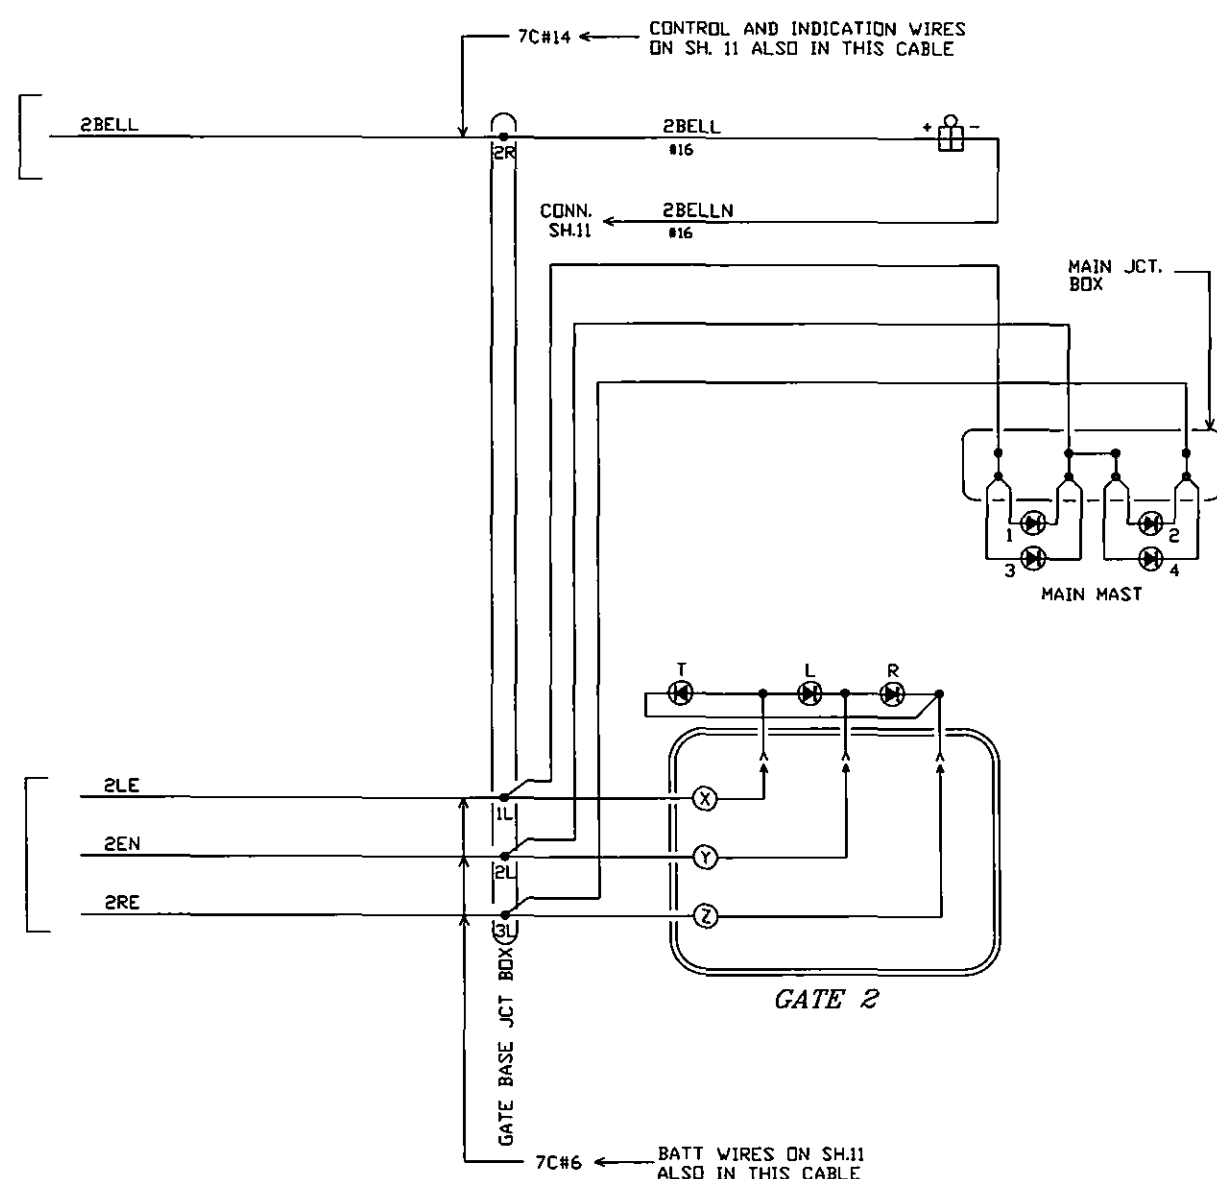 7C#14
CONTROL AND INDICATION WIRES
ON SH. 11 ALSO IN THIS CABLE
2BELL
2R
2BELL
#16
+ -
CONN.
SH.11
2BELLN
#16
MAIN JCT.
BOX
1
2
3
4
MAIN MAST
T
L
R
2LE
1L
X
2EN
2L
Y
2RE
3L
Z
GATE 2
GATE BASE JCT BOX
7C#6
BATT WIRES ON SH.11
ALSO IN THIS CABLE